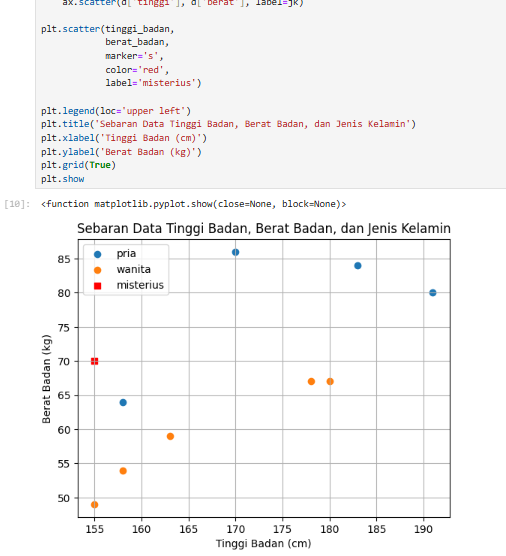 ax.scatter(d['tinggi'], d['berat'], label=jk)
plt.scatter(tinggi_badan,
berat_badan,
marker='s',
color='red',
label='misterius')
plt.legend(loc='upper left')
plt.title('Sebaran Data Tinggi Badan, Berat Badan, dan Jenis Kelamin')
plt.xlabel('Tinggi Badan (cm)')
plt.ylabel('Berat Badan (kg)')
plt.grid(True)
plt.show
[10]: <function matplotlib.pyplot.show(close=None, block=None)>
Sebaran Data Tinggi Badan, Berat Badan, dan Jenis Kelamin
pria
wanita
misterius
85
80
75
70
65
60
55
50
Berat Badan (kg)
155 160 165 170 175 180 185 190
Tinggi Badan (cm)